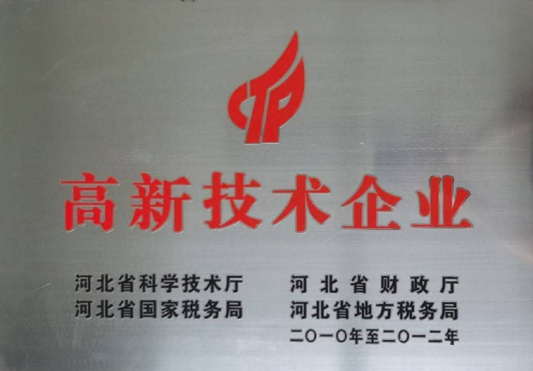 CTP
高新技术企业
河北省科学技术厅 河北省财政厅
河北省国家税务局 河北省地方税务局
二〇一〇年至二〇一二年